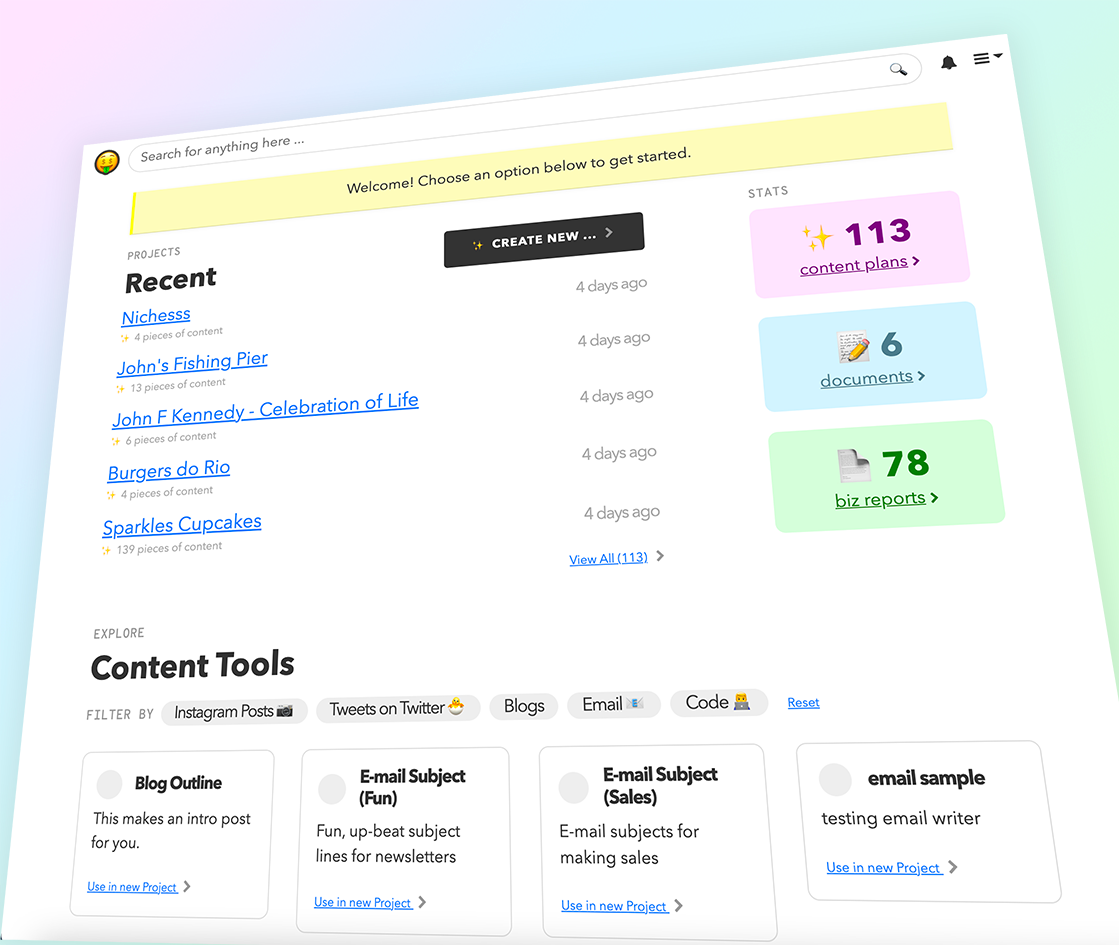 Search for anything here ...
Welcome! Choose an option below to get started.
PROJECTS
Recent
CREATE NEW ...
Nichesss
4 pieces of content
4 days ago
John's Fishing Pier
13 pieces of content
4 days ago
John F Kennedy - Celebration of Life
6 pieces of content
4 days ago
Burgers do Rio
4 pieces of content
4 days ago
Sparkles Cupcakes
139 pieces of content
4 days ago
View All (113)
STATS
113
content plans
6
documents
78
biz reports
EXPLORE
Content Tools
FILTER BY Instagram Posts Tweets on Twitter Blogs Email Code Reset
Blog Outline
This makes an intro post
for you.
Use in new Project
E-mail Subject
(Fun)
Fun, up-beat subject
lines for newsletters
Use in new Project
E-mail Subject
(Sales)
E-mail subjects for
making sales
Use in new Project
email sample
testing email writer
Use in new Project